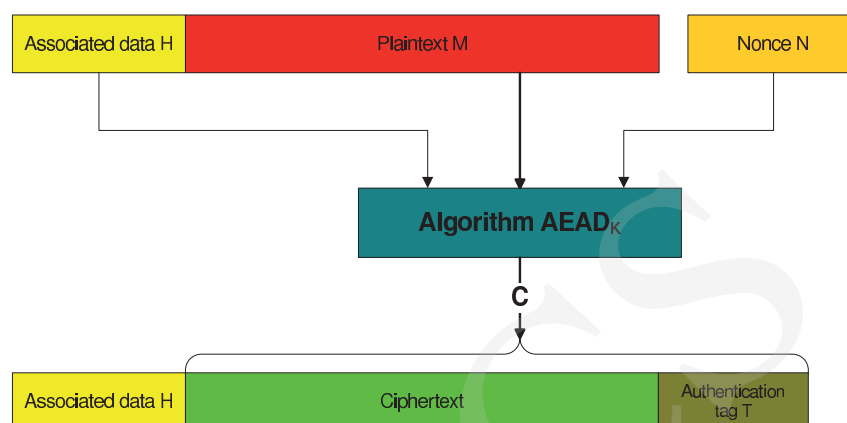 Associated data H
Plaintext M
Nonce N
Algorithm AEADK
C
Associated data H
Ciphertext
Authentication
tag T